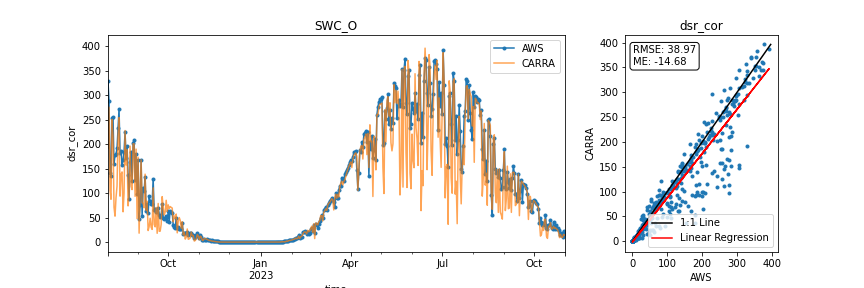 SWC_O
dsr_cor
400
350
300
250
200
150
100
50
0
AWS
CARRA
Oct
Jan
2023
Apr
Jul
Oct
time
dsr_cor
CARRA
400
350
300
250
200
150
100
50
0
RMSE: 38.97
ME: -14.68
1:1 Line
Linear Regression
0
100
200
300
400
AWS